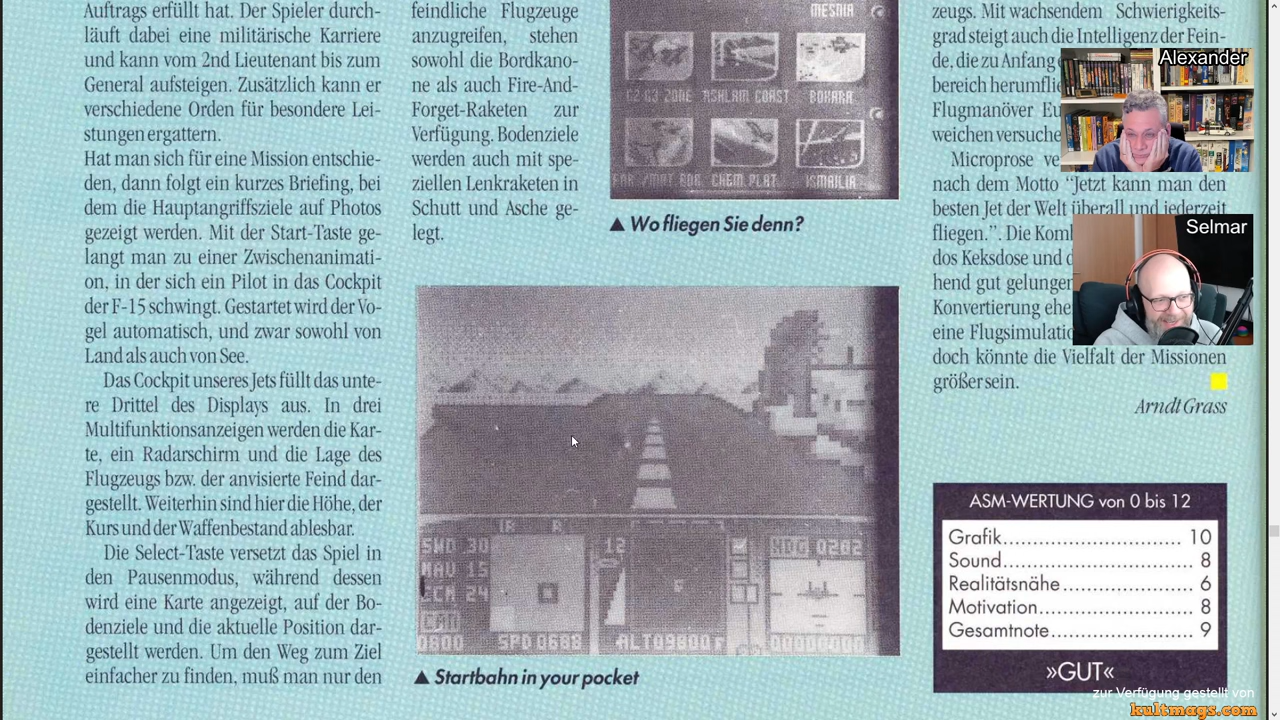 Auftrags erfüllt hat. Der Spieler durch-
läuft dabei eine militärische Karriere
und kann vom 2nd Lieutenant bis zum
General aufsteigen. Zusätzlich kann er
verschiedene Orden für besondere Lei-
stungen ergattern.
Hat man sich für eine Mission entschie-
den, dann folgt ein kurzes Briefing, bei
dem die Hauptangriffsziele auf Photos
gezeigt werden. Mit der Start-Taste ge-
langt man zu einer Zwischenanimati-
on, in der sich ein Pilot in das Cockpit
der F-15 schwingt. Gestartet wird der Vo-
gel automatisch, und zwar sowohl von
Land als auch von See.
Das Cockpit unseres Jets füllt das unte-
re Drittel des Displays aus. In drei
Multifunktionsanzeigen werden die Kar-
te, ein Radarschirm und die Lage des
Flugzeugs bzw. der anvisierte Feind dar-
gestellt. Weiterhin sind hier die Höhe, der
Kurs und der Waffenbestand ablesbar.
Die Select-Taste versetzt das Spiel in
den Pausenmodus, während dessen
wird eine Karte angezeigt, auf der Bo-
denziele und die aktuelle Position dar-
gestellt werden. Um den Weg zum Ziel
einfacher zu finden, muß man nur den
feindliche Flugzeuge
anzugreifen, stehen
sowohl die Bordkano-
ne als auch Fire-And-
Forget-Raketen zur
Verfügung. Bodenziele
werden auch mit spe-
ziellen Lenkraketen in
Schutt und Asche ge-
legt.
MESNIA
ASHLAM COAST
BOKARA
CHEM.PLAT
ISMAILIA
▲ Wo fliegen Sie denn?
SWD 30
NAV 15
12
HDG 0282
0800
SPD 0688
ALT 09800 F
▲ Startbahn in your pocket
zeugs. Mit wachsendem Schwierigkeits-
grad steigt auch die Intelligenz der Fein-
de, die zu Anfang
bereich herumflie
Flugmanöver
weichen versuche
Microprose
nach dem Motto “Jetzt kann man den
besten Jet der Welt überall und jederzeit
fliegen.”. Die
dos Keksdose und
hend gut gelungen
Konvertierung
eine
doch könnte die Vielfalt der Missionen
größer sein.
Arndt Grass
Alexander
Selmar
ASM-WERTUNG von 0 bis 12
Grafik.............................. 10
Sound................................ 8
Realitätsnähe...................... 6
Motivation.......................... 8
Gesamtnote........................ 9
»GUT«
zur Verfügung gestellt von
kultmags.com